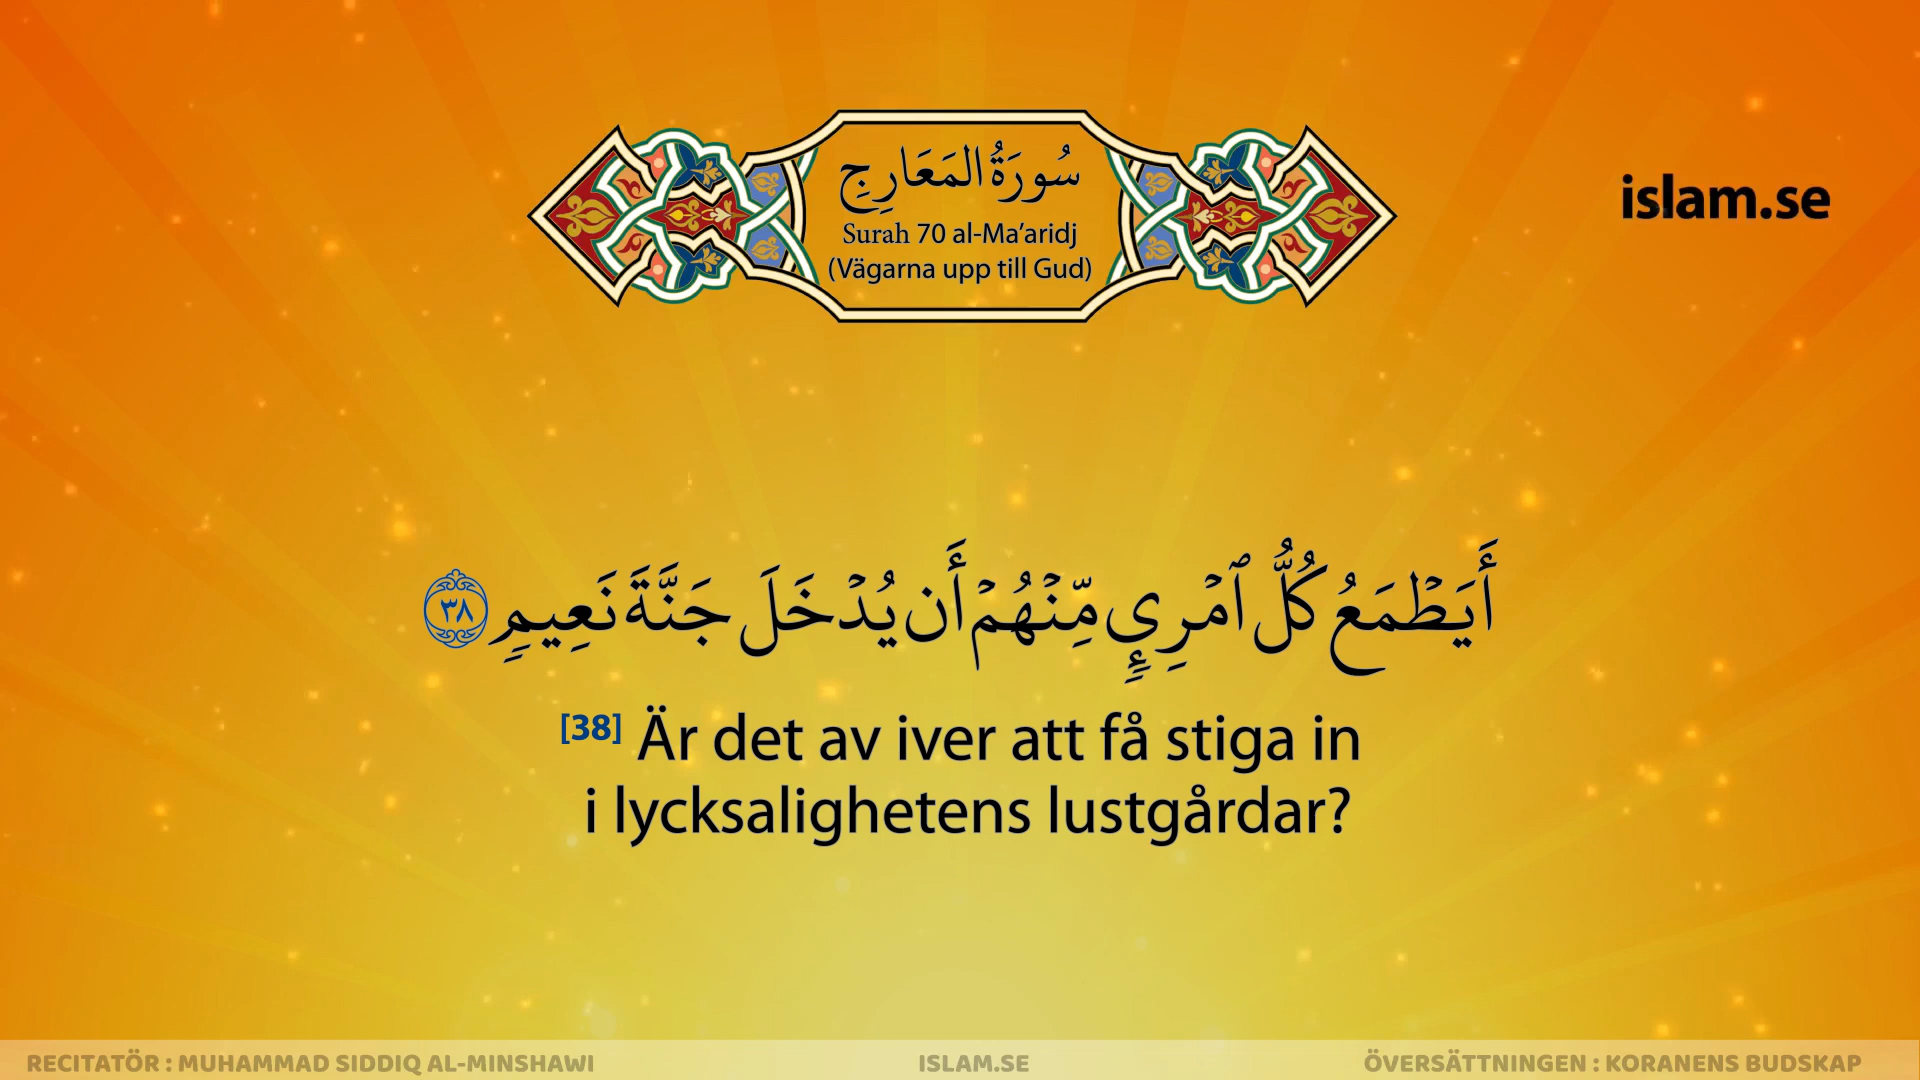 سُورَةُ المَعَارِجِ
Surah 70 al-Ma’aridj
(Vägarna upp till Gud)
islam.se
أَيَطۡمَعُ كُلُّ ٱمۡرِيٕٖ مِّنۡهُمۡ أَن يُدۡخَلَ جَنَّةَ نَعِيمٖ ٣٨
[38] Är det av iver att få stiga in
i lycksalighetens lustgårdar?
RECITATÖR : MUHAMMAD SIDDIQ AL-MINSHAWI
ISLAM.SE
ÖVERSÄTTNINGEN : KORANENS BUDSKAP